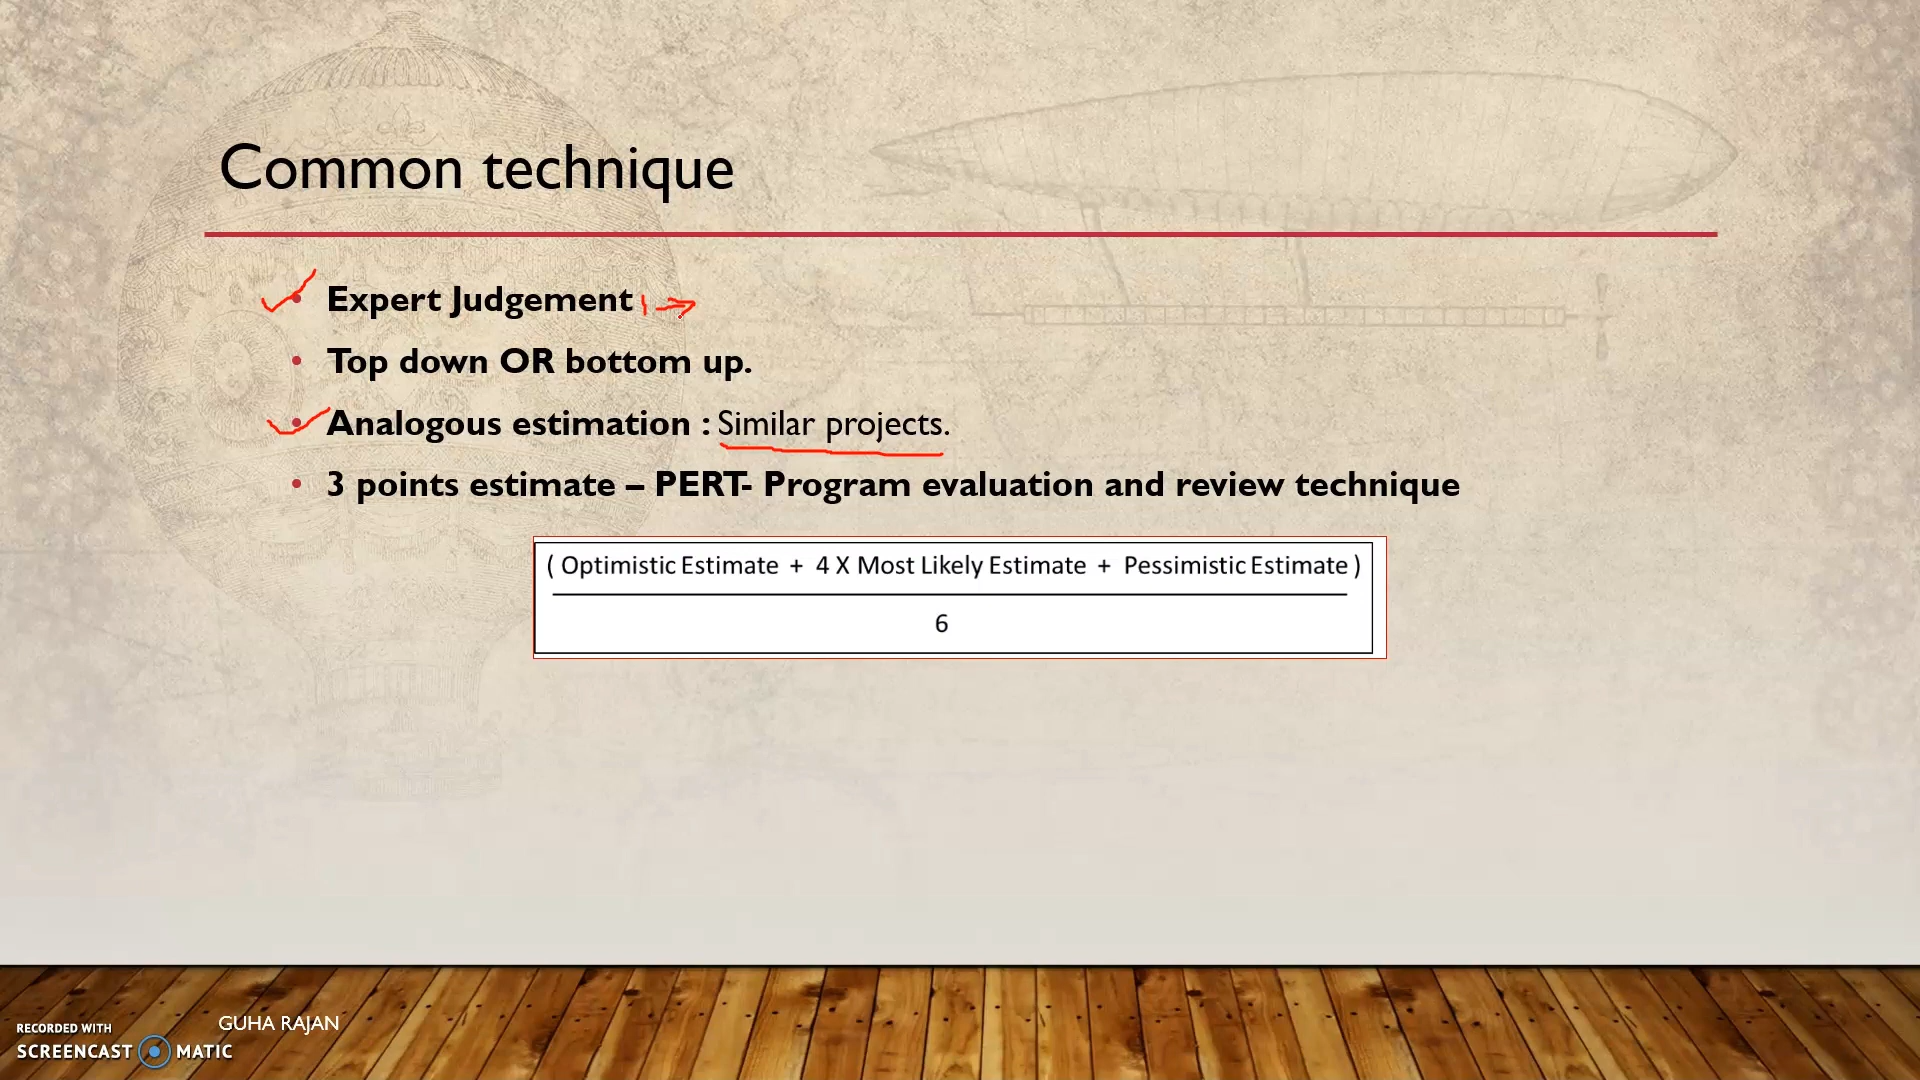 Common technique
• Expert Judgement
• Top down OR bottom up.
• Analogous estimation : Similar projects.
• 3 points estimate – PERT- Program evaluation and review technique
( Optimistic Estimate + 4 X Most Likely Estimate + Pessimistic Estimate )
6
GUHA RAJAN
RECORDED WITH
SCREENCAST MATIC